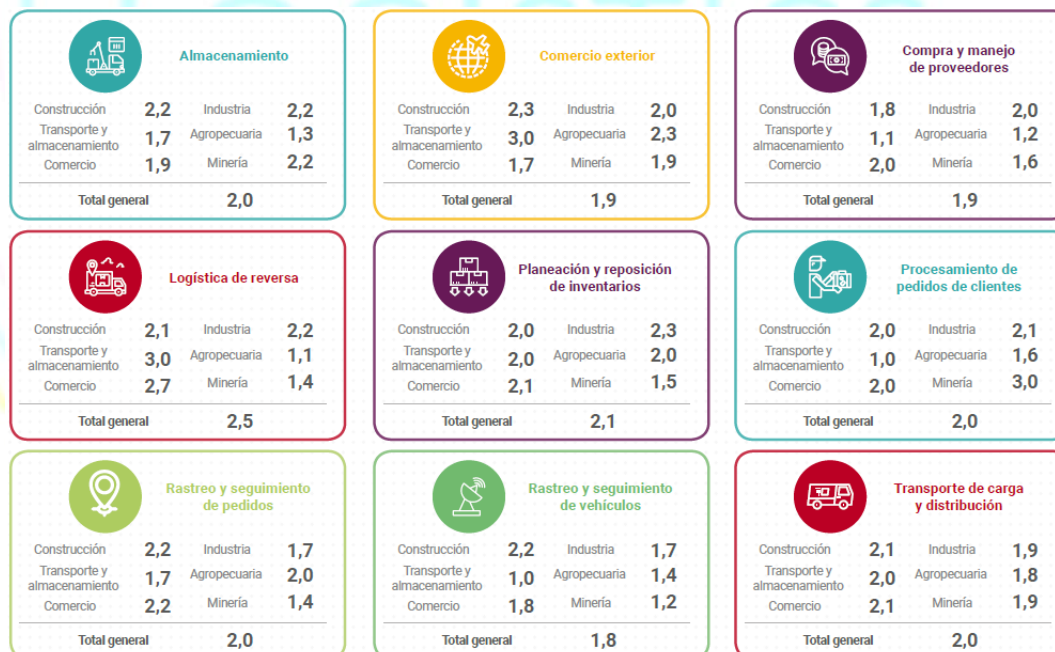 Almacenamiento
Construcción 2,2 Industria 2,2
Transporte y
almacenamiento 1,7 Agropecuaria 1,3
Comercio 1,9 Minería 2,2
Total general 2,0
Comercio exterior
Construcción 2,3 Industria 2,0
Transporte y
almacenamiento 3,0 Agropecuaria 2,3
Comercio 1,7 Minería 1,9
Total general 1,9
Compra y manejo
de proveedores
Construcción 1,8 Industria 2,0
Transporte y
almacenamiento 1,1 Agropecuaria 1,2
Comercio 2,0 Minería 1,6
Total general 1,9
Logística de reversa
Construcción 2,1 Industria 2,2
Transporte y
almacenamiento 3,0 Agropecuaria 1,1
Comercio 2,7 Minería 1,4
Total general 2,5
Planeación y reposición
de inventarios
Construcción 2,0 Industria 2,3
Transporte y
almacenamiento 2,0 Agropecuaria 2,0
Comercio 2,1 Minería 1,5
Total general 2,1
Procesamiento de
pedidos de clientes
Construcción 2,0 Industria 2,1
Transporte y
almacenamiento 1,0 Agropecuaria 1,6
Comercio 2,0 Minería 3,0
Total general 2,0
Rastreo y seguimiento
de pedidos
Construcción 2,2 Industria 1,7
Transporte y
almacenamiento 1,7 Agropecuaria 2,0
Comercio 2,2 Minería 1,4
Total general 2,0
Rastreo y seguimiento
de vehículos
Construcción 2,2 Industria 1,7
Transporte y
almacenamiento 1,0 Agropecuaria 1,4
Comercio 1,8 Minería 1,2
Total general 1,8
Transporte de carga
y distribución
Construcción 2,1 Industria 1,9
Transporte y
almacenamiento 2,0 Agropecuaria 1,8
Comercio 2,1 Minería 1,9
Total general 2,0